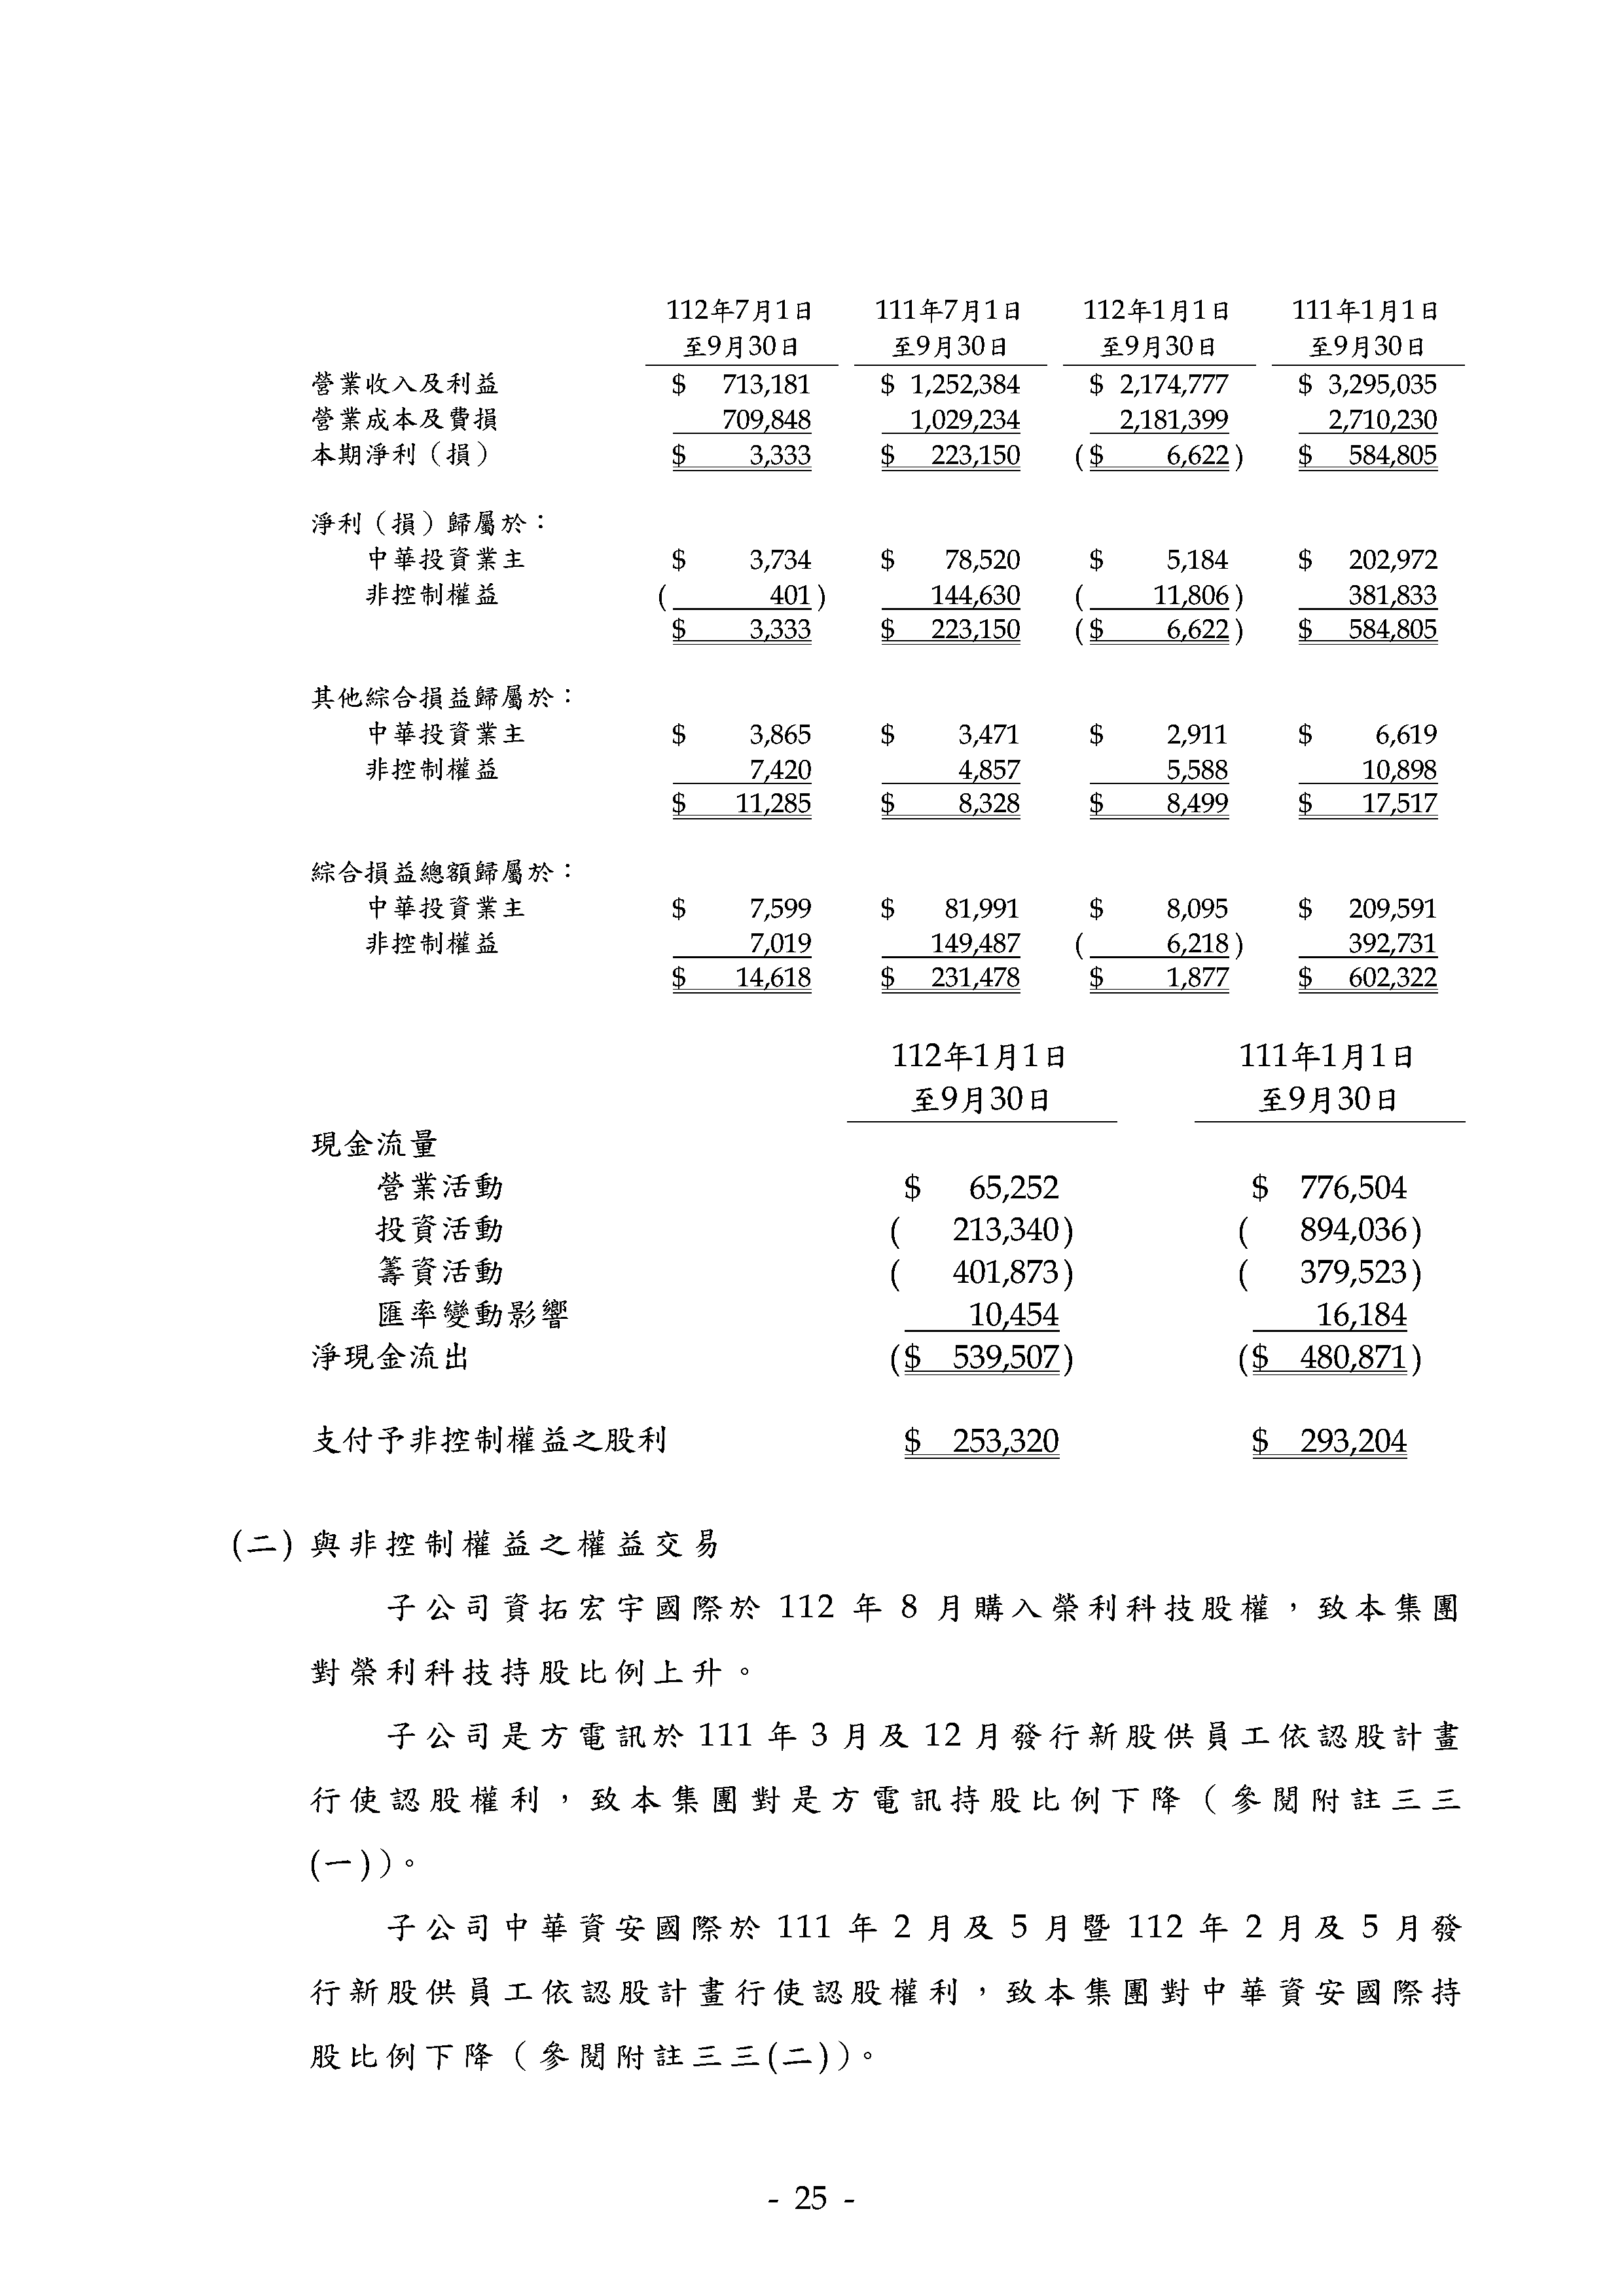 112年7月1日 111年7月1日 112年1月1日 111年1月1日
至9月30日 至9月30日 至9月30日 至9月30日
營業收入及利益 $ 713,181 $ 1,252,384 $ 2,174,777 $ 3,295,035
營業成本及費損 709,848 1,029,234 2,181,399 2,710,230
本期淨利（損） $ 3,333 $ 223,150 ($ 6,622) $ 584,805
淨利（損）歸屬於：
中華投資業主 $ 3,734 $ 78,520 $ 5,184 $ 202,972
非控制權益 ( 401) 144,630 ( 11,806) 381,833
$ 3,333 $ 223,150 ($ 6,622) $ 584,805
其他綜合損益歸屬於：
中華投資業主 $ 3,865 $ 3,471 $ 2,911 $ 6,619
非控制權益 7,420 4,857 5,588 10,898
$ 11,285 $ 8,328 $ 8,499 $ 17,517
綜合損益總額歸屬於：
中華投資業主 $ 7,599 $ 81,991 $ 8,095 $ 209,591
非控制權益 7,019 149,487 ( 6,218) 392,731
$ 14,618 $ 231,478 $ 1,877 $ 602,322
112年1月1日 111年1月1日
至9月30日 至9月30日
現金流量
營業活動 $ 65,252 $ 776,504
投資活動 ( 213,340) ( 894,036)
籌資活動 ( 401,873) ( 379,523)
匯率變動影響 10,454 16,184
淨現金流出 ($ 539,507) ($ 480,871)
支付予非控制權益之股利 $ 253,320 $ 293,204
(二) 與非控制權益之權益交易
子公司資拓宏宇國際於 112 年 8 月購入榮利科技股權，致本集團
對榮利科技持股比例上升。
子公司是方電訊於 111 年 3 月及 12 月發行新股供員工依認股計畫
行使認股權利，致本集團對是方電訊持股比例下降（參閱附註三三
(一)）。
子公司中華資安國際於 111 年 2 月及 5 月暨 112 年 2 月及 5 月發
行新股供員工依認股計畫行使認股權利，致本集團對中華資安國際持
股比例下降（參閱附註三三(二)）。
- 25 -